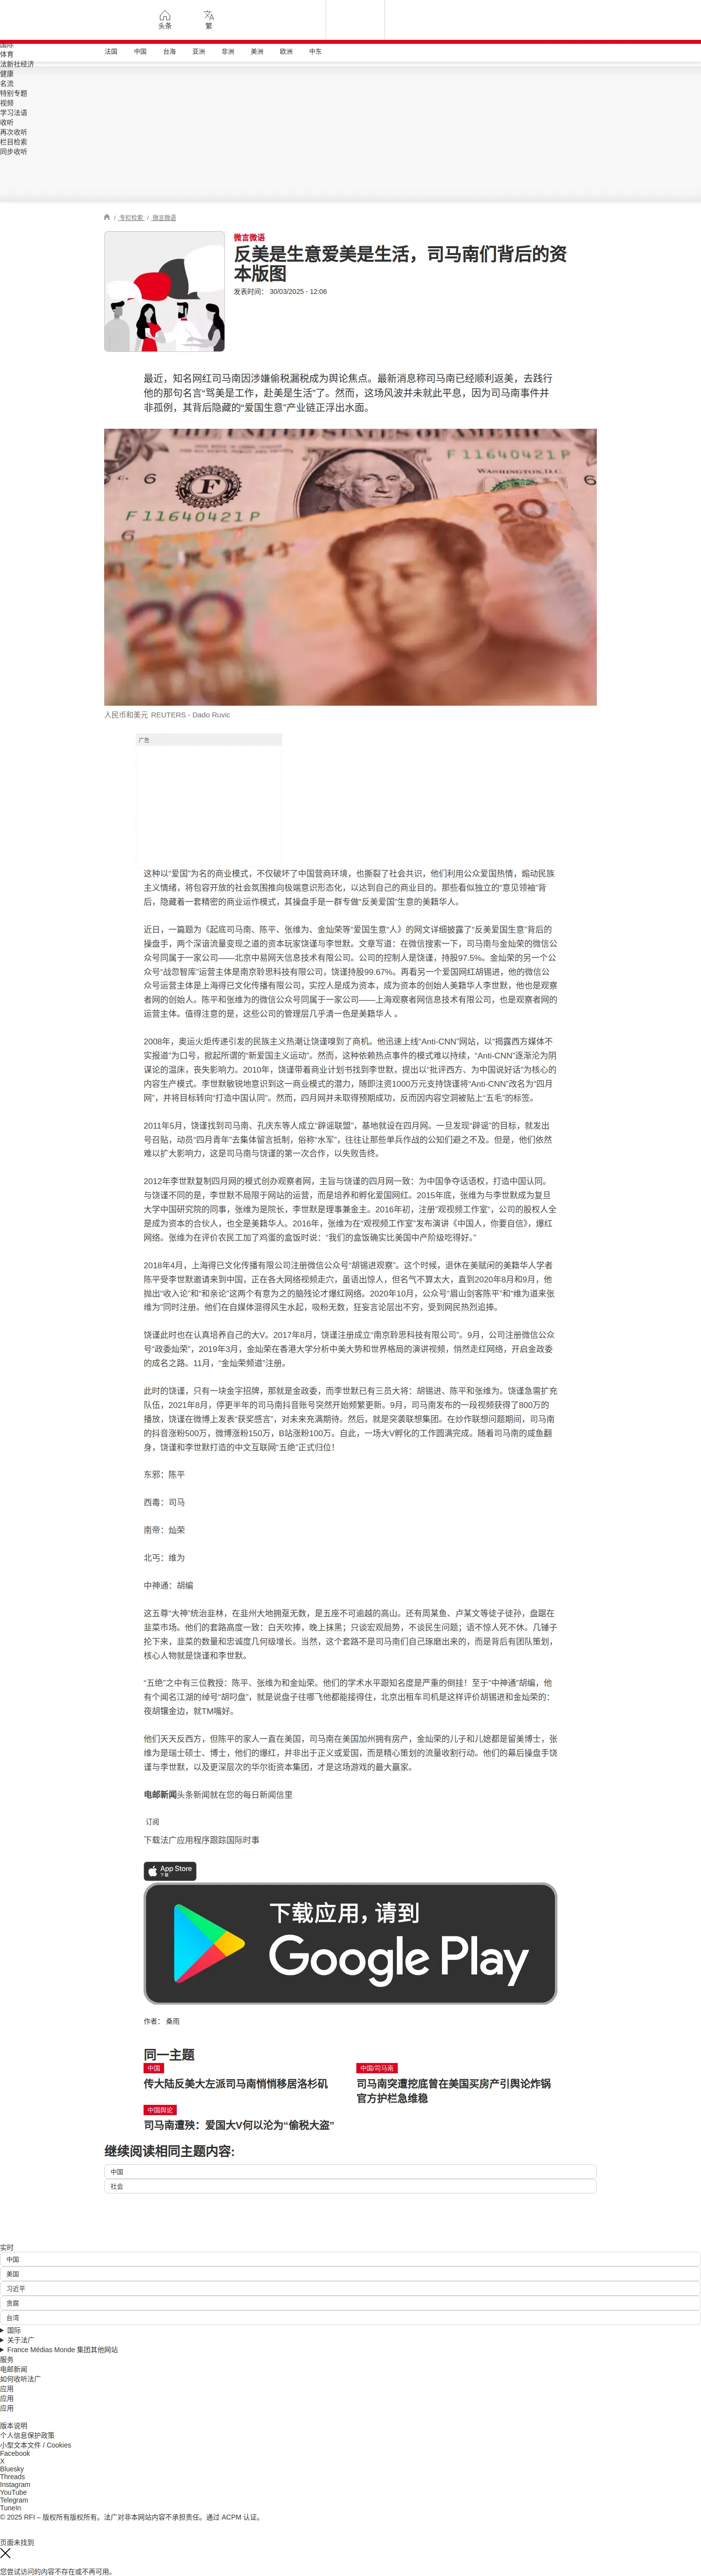 头条
繁
国际
体育
法新社经济
健康
名流
特别专题
视频
学习法语
收听
再次收听
栏目检索
同步收听
法国 中国 台海 亚洲 非洲 美洲 欧洲 中东
/ 专栏检索 / 微言微语
微言微语
反美是生意爱美是生活，司马南们背后的资
本版图
发表时间： 30/03/2025 - 12:06
最近，知名网红司马南因涉嫌偷税漏税成为舆论焦点。最新消息称司马南已经顺利返美，去践行
他的那句名言“骂美是工作，赴美是生活”了。然而，这场风波并未就此平息，因为司马南事件并
非孤例，其背后隐藏的“爱国生意”产业链正浮出水面。
F 11640421 P
WASHINGTON, D.C.
F 11640421 P
20
人民币和美元 REUTERS - Dado Ruvic
广告
这种以“爱国”为名的商业模式，不仅破坏了中国营商环境，也撕裂了社会共识，他们利用公众爱国热情，煽动民族
主义情绪，将包容开放的社会氛围推向极端意识形态化，以达到自己的商业目的。那些看似独立的“意见领袖”背
后，隐藏着一套精密的商业运作模式，其操盘手是一群专做“反美爱国”生意的美籍华人。
近日，一篇题为《起底司马南、陈平、张维为、金灿荣等“爱国生意”人》的网文详细披露了“反美爱国生意”背后的
操盘手，两个深谙流量变现之道的资本玩家饶谨与李世默。文章写道：在微信搜索一下，司马南与金灿荣的微信公
众号同属于一家公司——北京中易网天信息技术有限公司。公司的控制人是饶谨，持股97.5%。金灿荣的另一个公
众号“战忽智库”运营主体是南京聆思科技有限公司，饶谨持股99.67%。再看另一个爱国网红胡锡进，他的微信公
众号运营主体是上海得已文化传播有限公司，实控人是成为资本，成为资本的创始人美籍华人李世默，他也是观察
者网的创始人。陈平和张维为的微信公众号同属于一家公司——上海观察者网信息技术有限公司，也是观察者网的
运营主体。值得注意的是，这些公司的管理层几乎清一色是美籍华人 。
2008年，奥运火炬传递引发的民族主义热潮让饶谨嗅到了商机。他迅速上线“Anti-CNN”网站，以“揭露西方媒体不
实报道”为口号，掀起所谓的“新爱国主义运动”。然而，这种依赖热点事件的模式难以持续，“Anti-CNN”逐渐沦为阴
谋论的温床，丧失影响力。2010年，饶谨带着商业计划书找到李世默，提出以“批评西方、为中国说好话”为核心的
内容生产模式。李世默敏锐地意识到这一商业模式的潜力，随即注资1000万元支持饶谨将“Anti-CNN”改名为“四月
网”，并将目标转向“打造中国认同”。然而，四月网并未取得预期成功，反而因内容空洞被贴上“五毛”的标签。
2011年5月，饶谨找到司马南、孔庆东等人成立“辟谣联盟”，基地就设在四月网。一旦发现“辟谣”的目标，就发出
号召贴，动员“四月青年”去集体留言抵制，俗称“水军”，往往让那些单兵作战的公知们避之不及。但是，他们依然
难以扩大影响力，这是司马南与饶谨的第一次合作，以失败告终。
2012年李世默复制四月网的模式创办观察者网，主旨与饶谨的四月网一致：为中国争夺话语权，打造中国认同。
与饶谨不同的是，李世默不局限于网站的运营，而是培养和孵化爱国网红。2015年底，张维为与李世默成为复旦
大学中国研究院的同事，张维为是院长，李世默是理事兼金主。2016年初，注册“观视频工作室”，公司的股权人全
是成为资本的合伙人，也全是美籍华人。2016年，张维为在“观视频工作室”发布演讲《中国人，你要自信》，爆红
网络。张维为在评价农民工加了鸡蛋的盒饭时说：“我们的盒饭确实比美国中产阶级吃得好。”
2018年4月，上海得已文化传播有限公司注册微信公众号“胡锡进观察”。这个时候，退休在美赋闲的美籍华人学者
陈平受李世默邀请来到中国，正在各大网络视频走穴，虽语出惊人，但名气不算太大，直到2020年8月和9月，他
抛出“收入论”和“和亲论”这两个有意为之的脑残论才爆红网络。2020年10月，公众号“眉山剑客陈平”和“维为道来张
维为”同时注册。他们在自媒体混得风生水起，吸粉无数，狂妄言论层出不穷，受到网民热烈追捧。
饶谨此时也在认真培养自己的大V。2017年8月，饶谨注册成立“南京聆思科技有限公司”。9月，公司注册微信公众
号“政委灿荣”，2019年3月，金灿荣在香港大学分析中美大势和世界格局的演讲视频，悄然走红网络，开启金政委
的成名之路。11月，“金灿荣频道”注册。
此时的饶谨，只有一块金字招牌，那就是金政委，而李世默已有三员大将：胡锡进、陈平和张维为。饶谨急需扩充
队伍，2021年8月，停更半年的司马南抖音账号突然开始频繁更新。9月，司马南发布的一段视频获得了800万的
播放，饶谨在微博上发表“获奖感言”，对未来充满期待。然后，就是突袭联想集团。在炒作联想问题期间，司马南
的抖音涨粉500万，微博涨粉150万，B站涨粉100万。自此，一场大V孵化的工作圆满完成。随着司马南的咸鱼翻
身，饶谨和李世默打造的中文互联网“五绝”正式归位！
东邪：陈平
西毒：司马
南帝：灿荣
北丐：维为
中神通：胡编
这五尊“大神”统治韭林，在韭州大地拥趸无数，是五座不可逾越的高山。还有周某鱼、卢某文等徒子徒孙，盘踞在
韭菜市场。他们的套路高度一致：白天吹捧，晚上抹黑；只谈宏观局势，不谈民生问题；语不惊人死不休。几锤子
抡下来，韭菜的数量和忠诚度几何级增长。当然，这个套路不是司马南们自己琢磨出来的，而是背后有团队策划，
核心人物就是饶谨和李世默。
“五绝”之中有三位教授：陈平、张维为和金灿荣。他们的学术水平跟知名度是严重的倒挂！至于“中神通”胡编，他
有个闻名江湖的绰号“胡叼盘”，就是说盘子往哪飞他都能接得住，北京出租车司机是这样评价胡锡进和金灿荣的：
夜胡镶金边，就TM嘴好。
他们天天反西方，但陈平的家人一直在美国，司马南在美国加州拥有房产，金灿荣的儿子和儿媳都是留美博士，张
维为是瑞士硕士、博士，他们的爆红，并非出于正义或爱国，而是精心策划的流量收割行动。他们的幕后操盘手饶
谨与李世默，以及更深层次的华尔街资本集团，才是这场游戏的最大赢家。
电邮新闻头条新闻就在您的每日新闻信里
订阅
下载法广应用程序跟踪国际时事
App Store
下载
下载应用，请到
Google Play
作者： 桑雨
同一主题
中国
传大陆反美大左派司马南悄悄移居洛杉矶
中国/司马南
司马南突遭挖底曾在美国买房产引舆论炸锅
官方护栏急维稳
中国舆论
司马南遭殃：爱国大V何以沦为“偷税大盗”
继续阅读相同主题内容:
中国
社会
实时
中国
美国
习近平
贪腐
台湾
国际
关于法广
France Médias Monde 集团其他网站
服务
电邮新闻
如何收听法广
应用
应用
应用
版本说明
个人信息保护政策
小型文本文件 / Cookies
Facebook
X
Bluesky
Threads
Instagram
YouTube
Telegram
TuneIn
© 2025 RFI – 版权所有版权所有。法广对非本网站内容不承担责任。通过 ACPM 认证。
页面未找到
您尝试访问的内容不存在或不再可用。